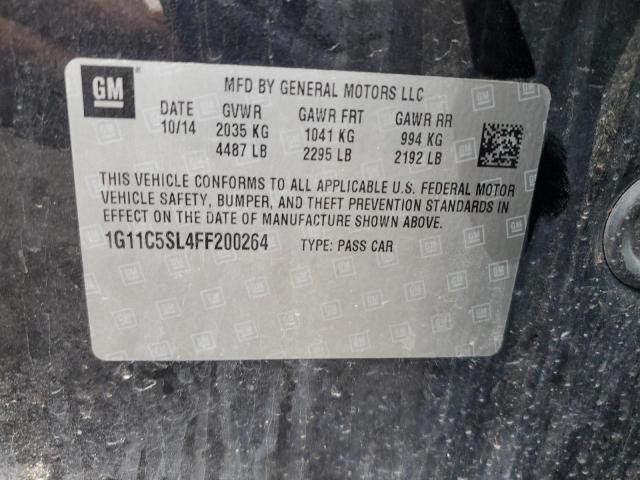 GM MFD BY GENERAL MOTORS LLC
DATE GVWR GAWR FRT GAWR RR
10/14 2035 KG 1041 KG 994 KG
4487 LB 2295 LB 2192 LB
THIS VEHICLE CONFORMS TO ALL APPLICABLE U.S. FEDERAL MOTOR
VEHICLE SAFETY, BUMPER, AND THEFT PREVENTION STANDARDS IN
EFFECT ON THE DATE OF MANUFACTURE SHOWN ABOVE.
1G11C5SL4FF200264 TYPE: PASS CAR